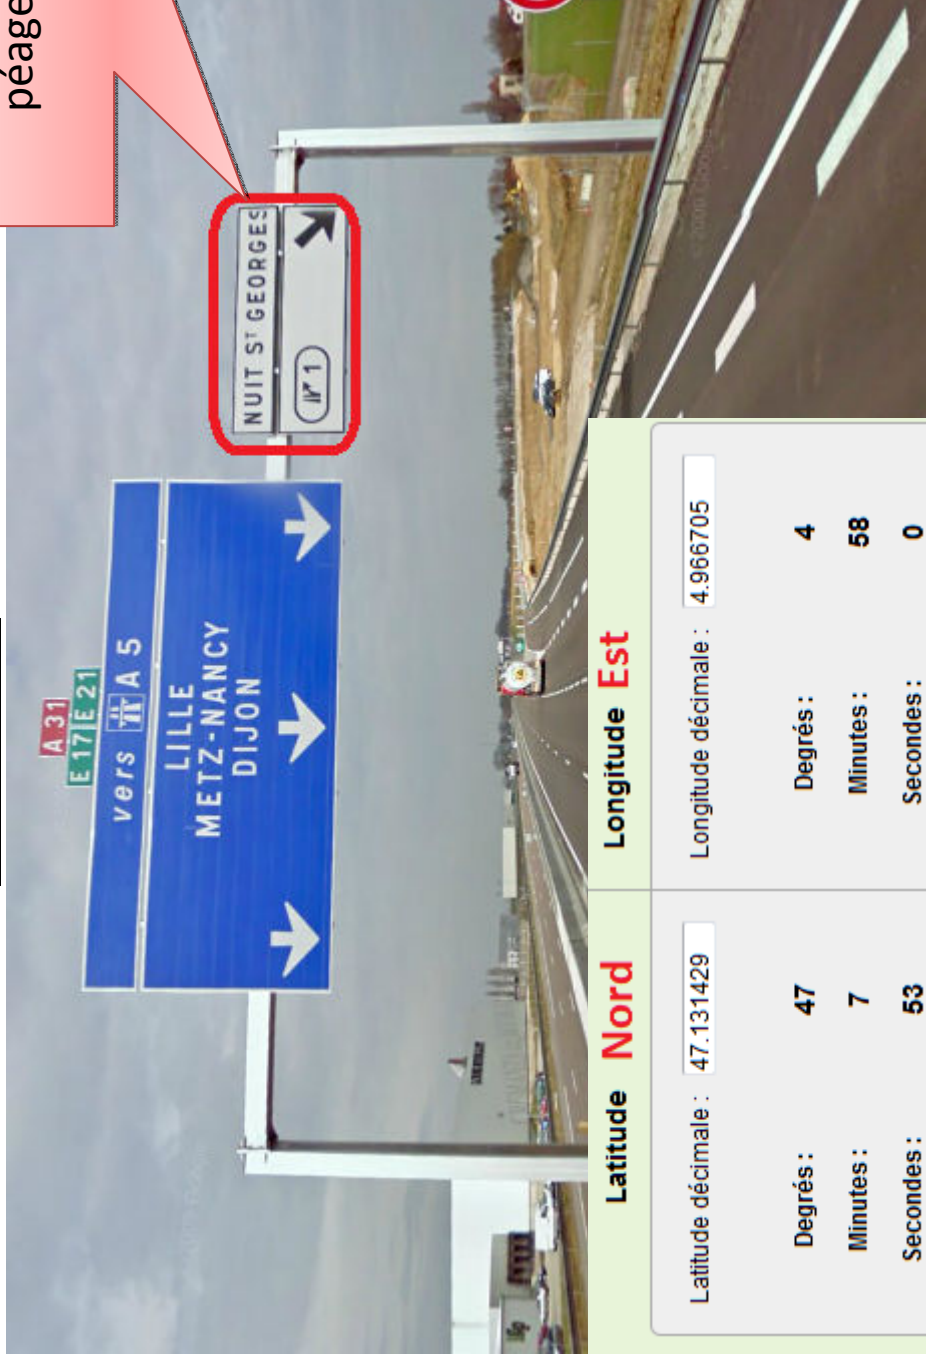 péage
A 31
E 17 E 21
vers A 5
LILLE
METZ-NANCY
DIJON
NUIT ST GEORGES
1
Latitude Nord
Longitude Est
Latitude décimale : 47.131429
Longitude décimale : 4.966705
Degrés : 47
Degrés : 4
Minutes : 7
Minutes : 58
Secondes : 53
Secondes : 0